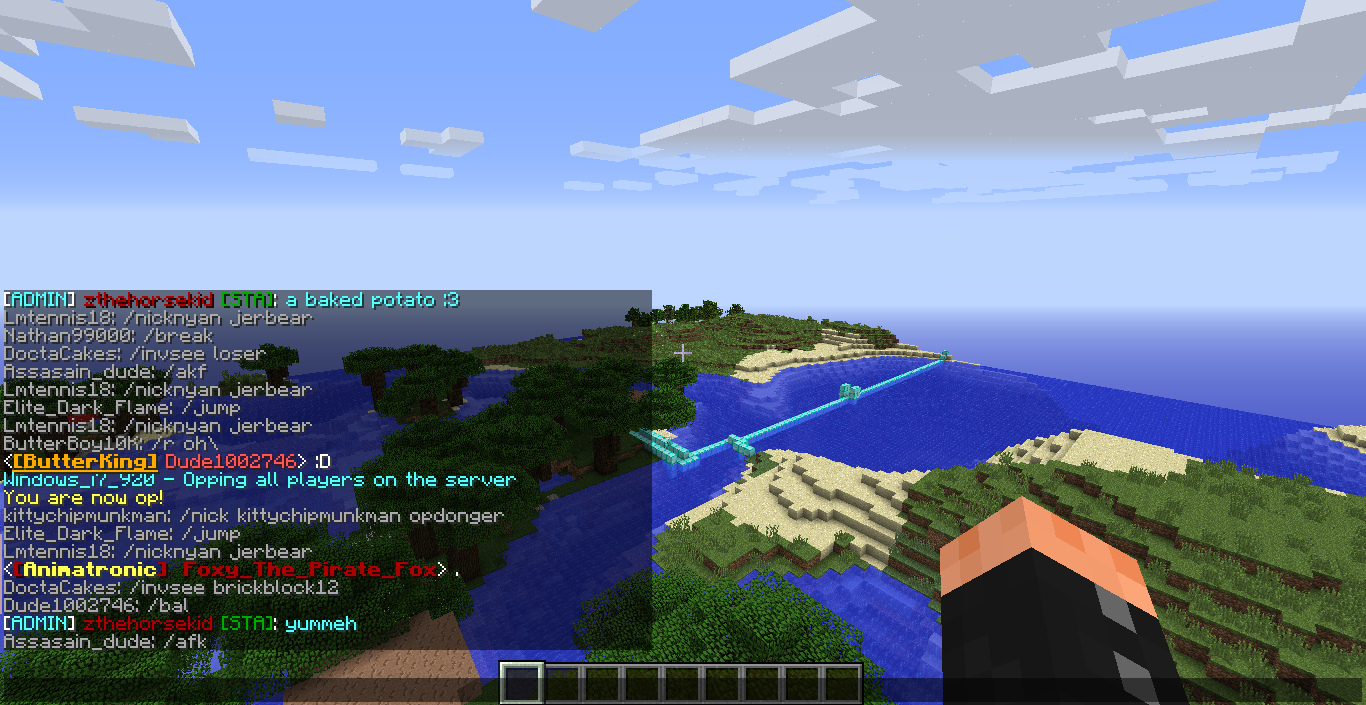 [ADMIN] zthehorsekid [STA]: a baked potato :3
Lmtennis18: /nicknyan jerbear
Nathan99000: /break
DoctaCakes: /invsee loser
Assasain_dude: /akf
Lmtennis18: /nicknyan jerbear
Elite_Dark_Flame: /jump
Lmtennis18: /nicknyan jerbear
ButterBoy10K: /r oh\
<[ButterKing] Dude1002746> :D
Windows_i7_920 - Opping all players on the server
You are now op!
kittychipmunkman: /nick kittychipmunkman opdonger
Elite_Dark_Flame: /jump
Lmtennis18: /nicknyan jerbear
<[Animatronic] Foxy_The_Pirate_Fox> .
DoctaCakes: /invsee brickblock12
Dude1002746: /bal
[ADMIN] zthehorsekid [STA]: yummeh
Assasain_dude: /afk